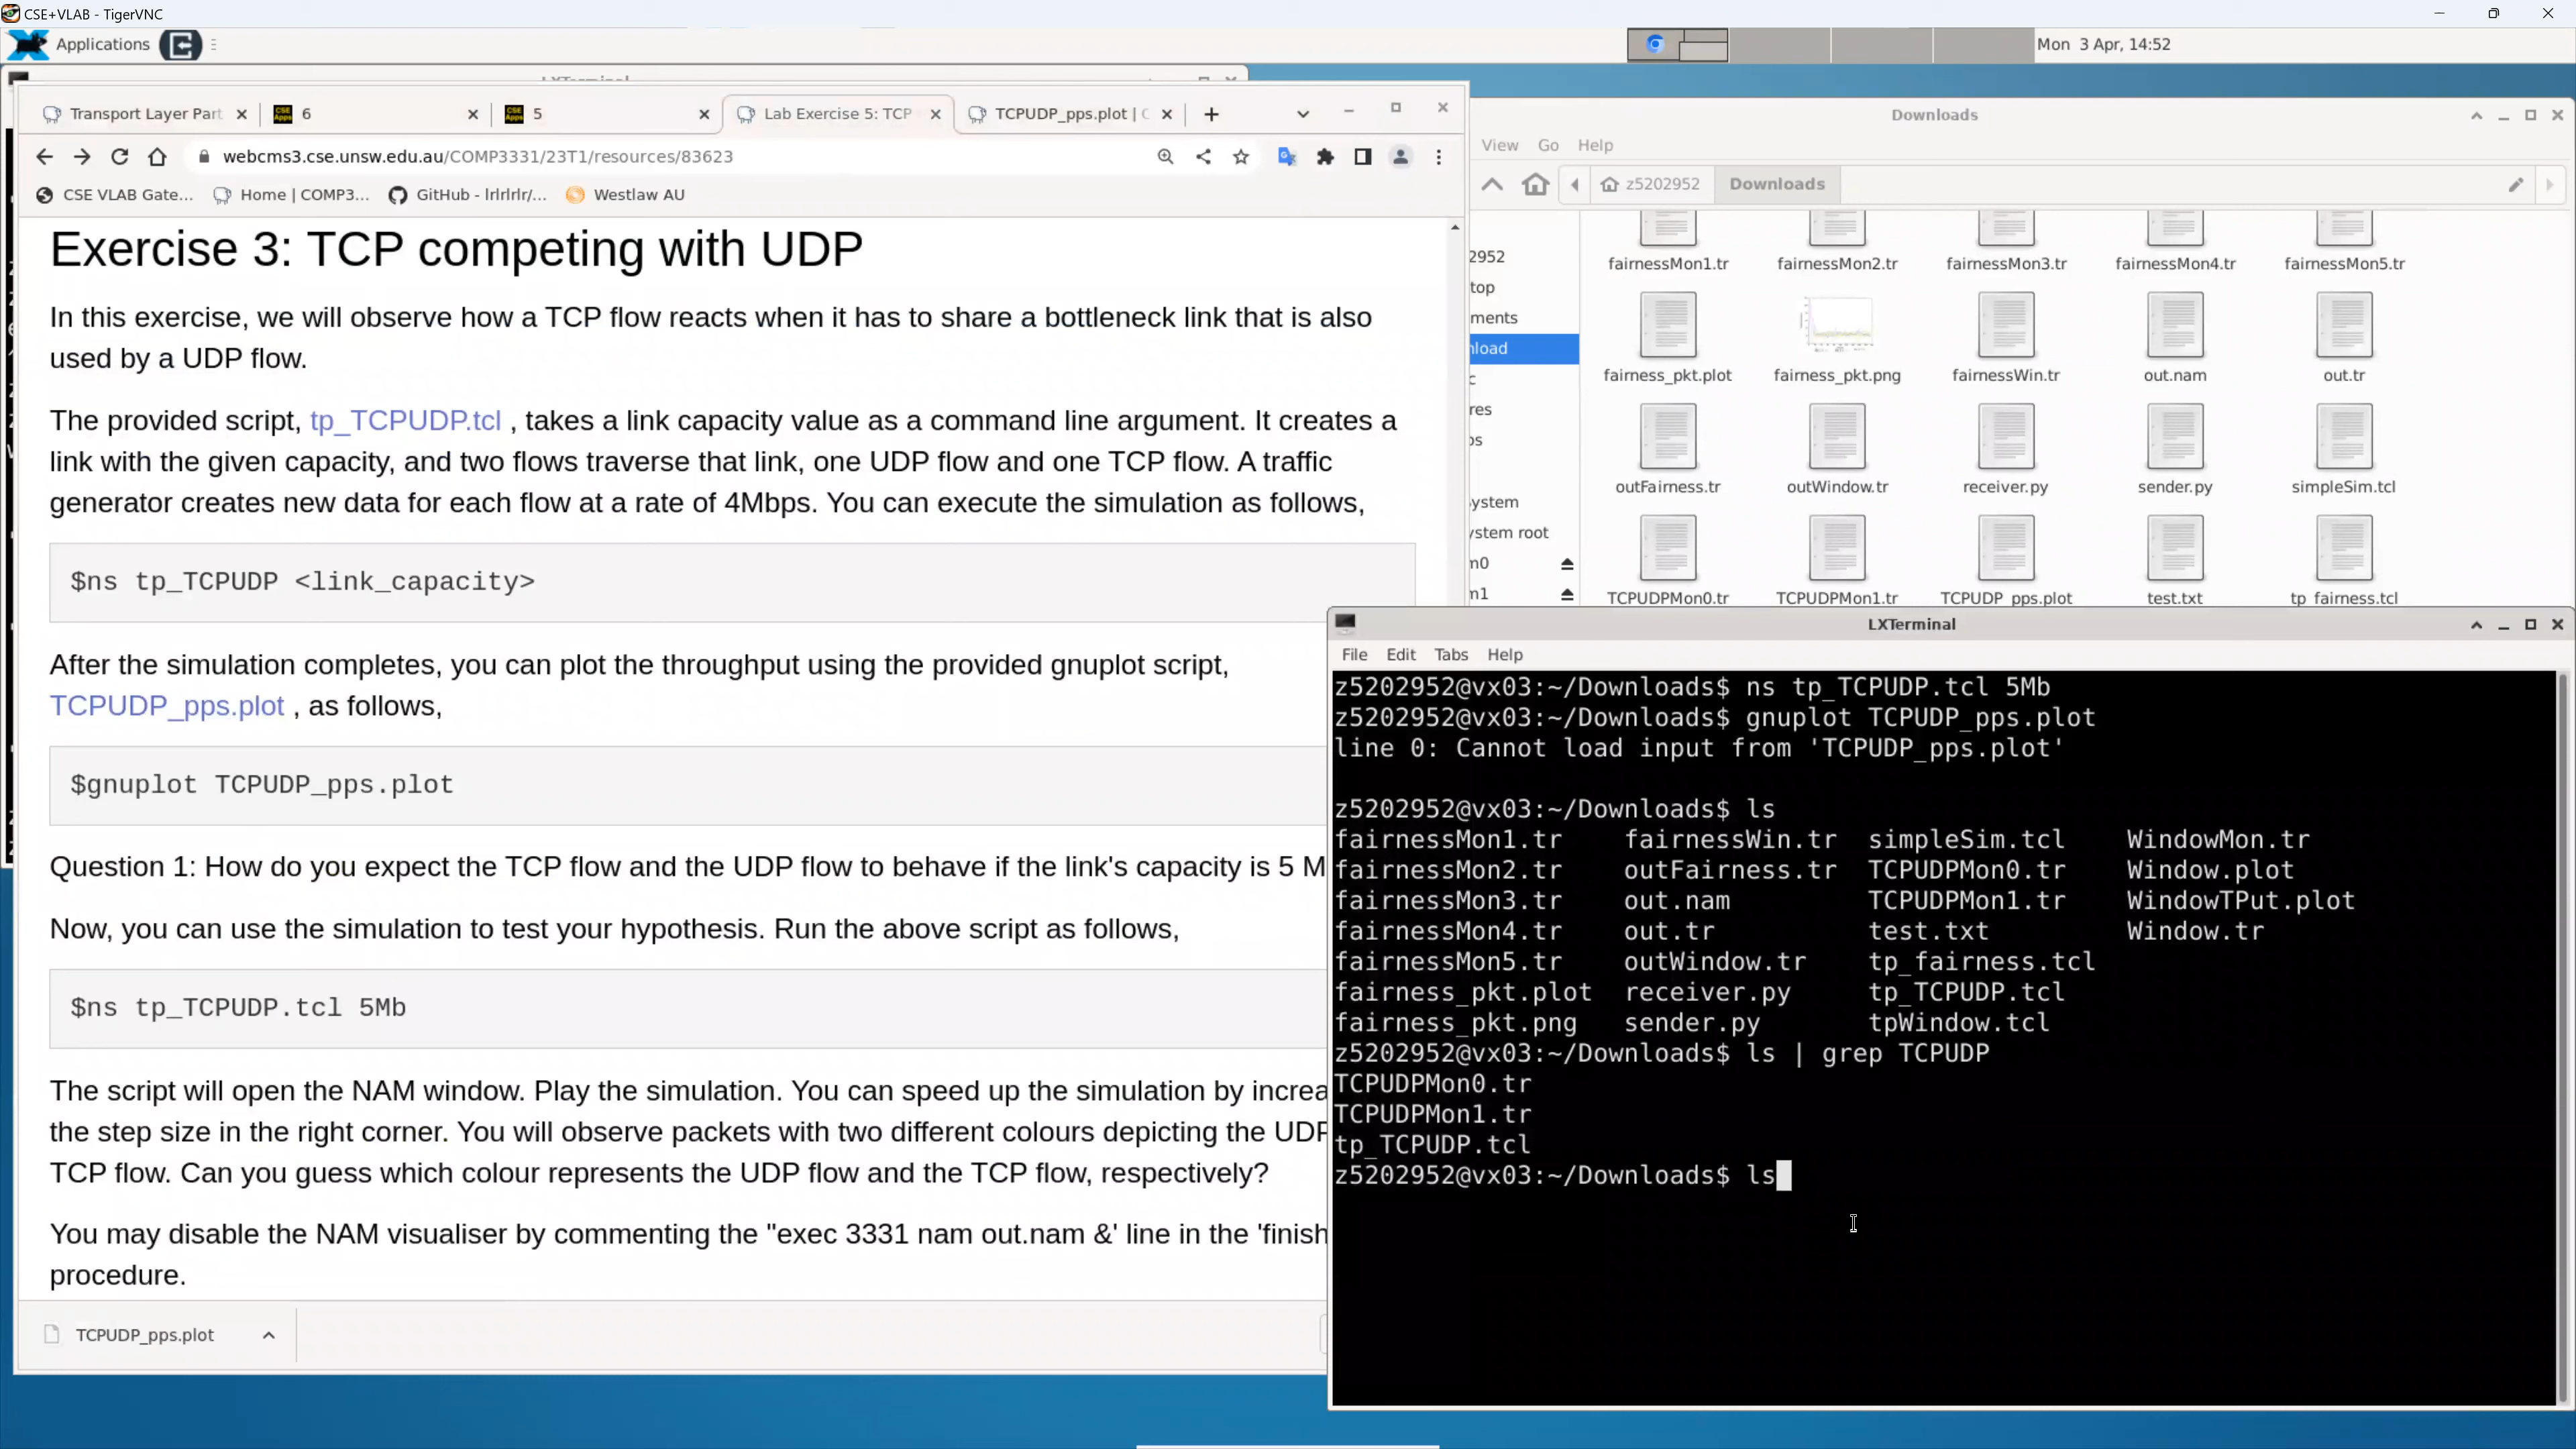 CSE+VLAB - TigerVNC
Applications
Mon 3 Apr, 14:52
LXTerminal
Transport Layer Part
6
5
Lab Exercise 5: TCP
TCPUDP_pps.plot | C
webcms3.cse.unsw.edu.au/COMP3331/23T1/resources/83623
CSE VLAB Gate...
Home | COMP3...
GitHub - lrlrlrlr/...
Westlaw AU
Exercise 3: TCP competing with UDP
In this exercise, we will observe how a TCP flow reacts when it has to share a bottleneck link that is also
used by a UDP flow.
The provided script, tp_TCPUDP.tcl , takes a link capacity value as a command line argument. It creates a
link with the given capacity, and two flows traverse that link, one UDP flow and one TCP flow. A traffic
generator creates new data for each flow at a rate of 4Mbps. You can execute the simulation as follows,
$ns tp_TCPUDP <link_capacity>
After the simulation completes, you can plot the throughput using the provided gnuplot script,
TCPUDP_pps.plot , as follows,
$gnuplot TCPUDP_pps.plot
Question 1: How do you expect the TCP flow and the UDP flow to behave if the link's capacity is 5 M
Now, you can use the simulation to test your hypothesis. Run the above script as follows,
$ns tp_TCPUDP.tcl 5Mb
The script will open the NAM window. Play the simulation. You can speed up the simulation by increa
the step size in the right corner. You will observe packets with two different colours depicting the UDP
TCP flow. Can you guess which colour represents the UDP flow and the TCP flow, respectively?
You may disable the NAM visualiser by commenting the "exec 3331 nam out.nam &' line in the 'finish
procedure.
TCPUDP_pps.plot
Downloads
View Go Help
z5202952
Downloads
2952
top
ments
nload
c
res
os
ystem
ystem root
m0
m1
fairnessMon1.tr
fairnessMon2.tr
fairnessMon3.tr
fairnessMon4.tr
fairnessMon5.tr
fairness_pkt.plot
fairness_pkt.png
fairnessWin.tr
out.nam
out.tr
outFairness.tr
outWindow.tr
receiver.py
sender.py
simpleSim.tcl
TCPUDPMon0.tr
TCPUDPMon1.tr
TCPUDP_pps.plot
test.txt
tp_fairness.tcl
LXTerminal
File Edit Tabs Help
z5202952@vx03:~/Downloads$ ns tp_TCPUDP.tcl 5Mb
z5202952@vx03:~/Downloads$ gnuplot TCPUDP_pps.plot
line 0: Cannot load input from 'TCPUDP_pps.plot'
z5202952@vx03:~/Downloads$ ls
fairnessMon1.tr fairnessWin.tr simpleSim.tcl WindowMon.tr
fairnessMon2.tr outFairness.tr TCPUDPMon0.tr Window.plot
fairnessMon3.tr out.nam TCPUDPMon1.tr WindowTPut.plot
fairnessMon4.tr out.tr test.txt Window.tr
fairnessMon5.tr outWindow.tr tp_fairness.tcl
fairness_pkt.plot receiver.py tp_TCPUDP.tcl
fairness_pkt.png sender.py tpWindow.tcl
z5202952@vx03:~/Downloads$ ls | grep TCPUDP
TCPUDPMon0.tr
TCPUDPMon1.tr
tp_TCPUDP.tcl
z5202952@vx03:~/Downloads$ ls